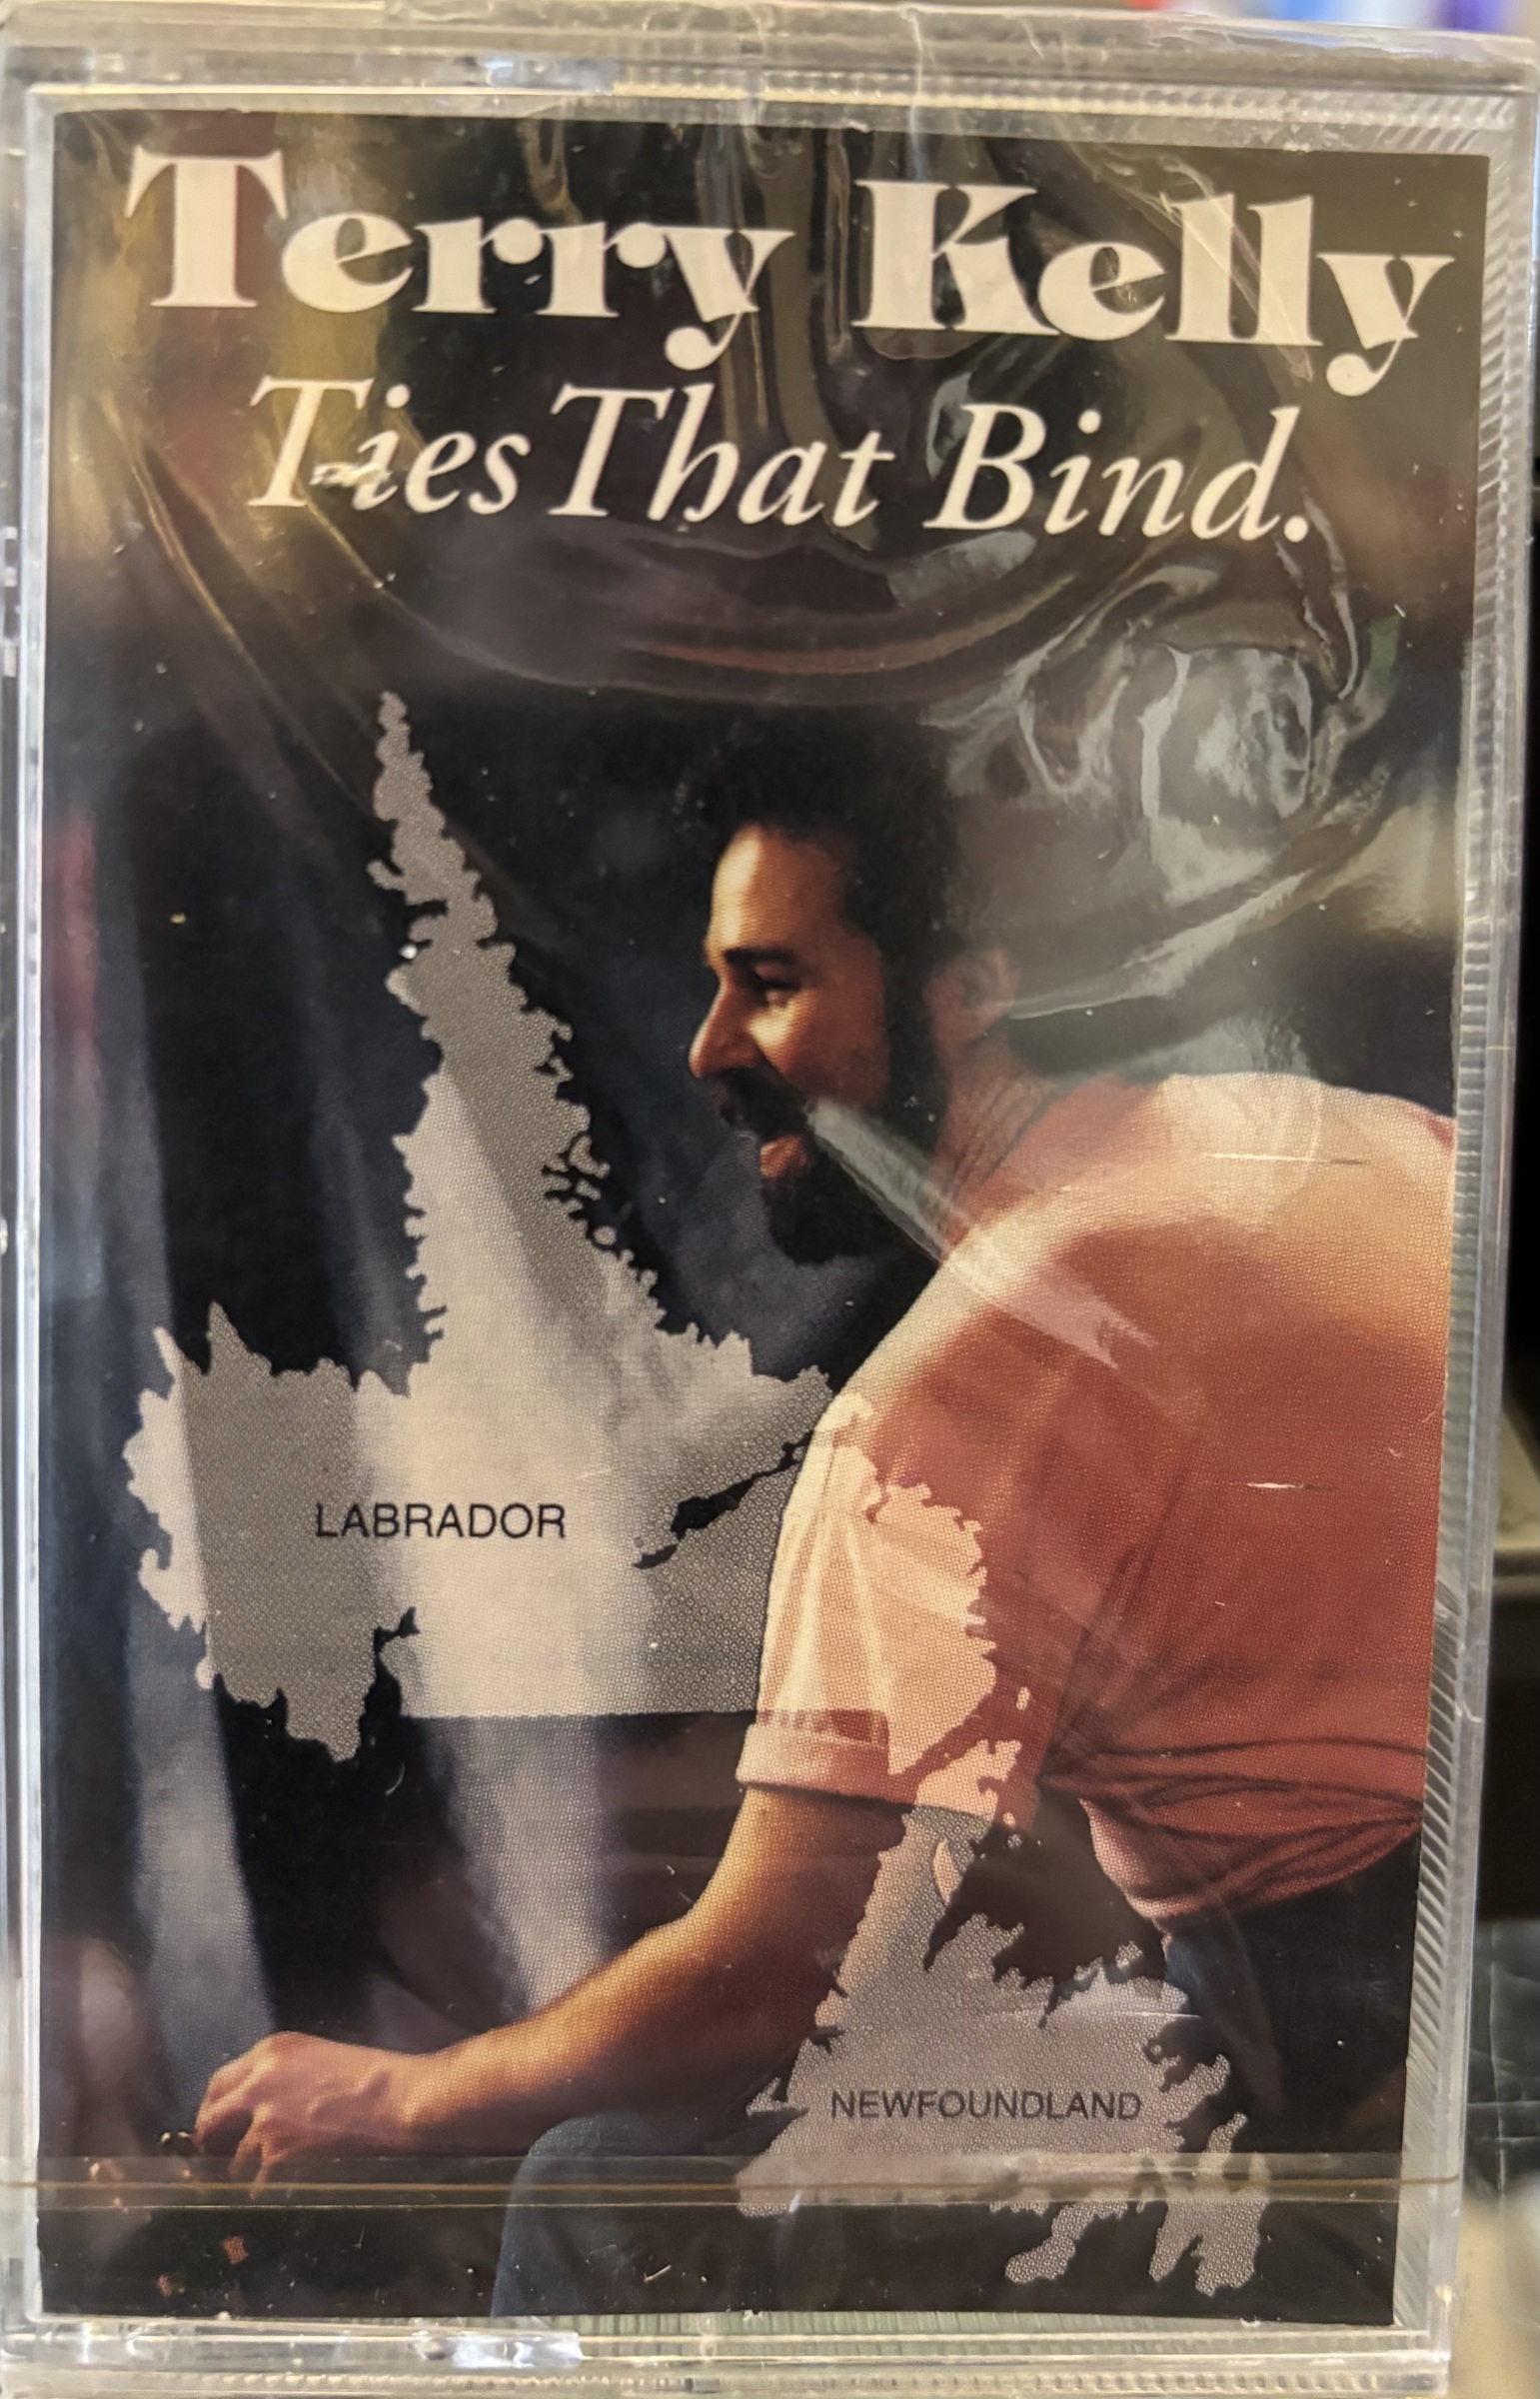 Terry Kelly
Ties That Bind.
LABRADOR
NEWFOUNDLAND